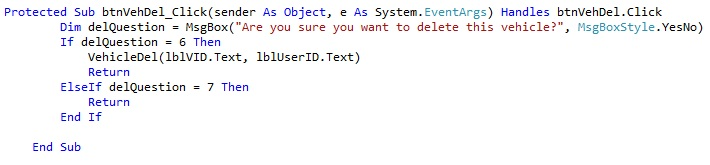 Protected Sub btnVehDel_Click(sender As Object, e As System.EventArgs) Handles btnVehDel.Click
Dim delQuestion = MsgBox("Are you sure you want to delete this vehicle?", MsgBoxStyle.YesNo)
If delQuestion = 6 Then
VehicleDel(lblVID.Text, lblUserID.Text)
Return
ElseIf delQuestion = 7 Then
Return
End If
End Sub